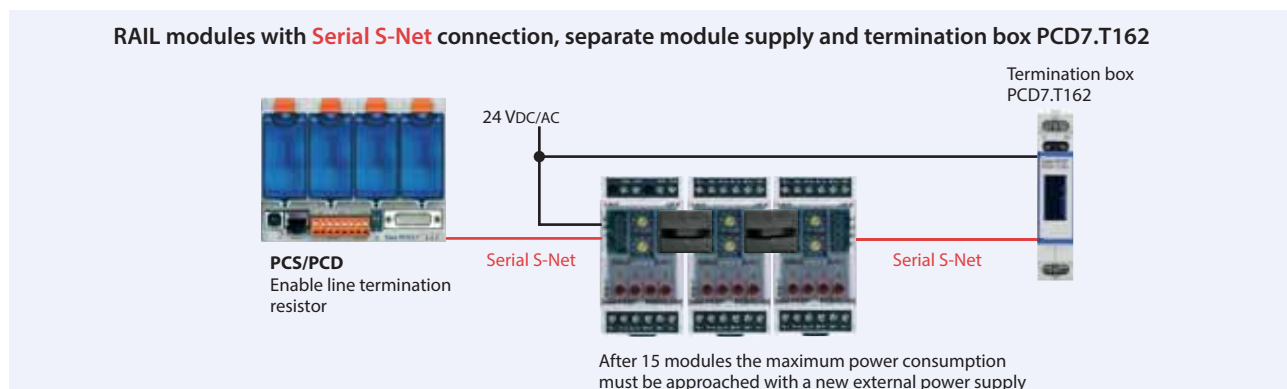 RAIL modules with Serial S-Net connection, separate module supply and termination box PCD7.T162
Termination box
PCD7.T162
24 VDC/AC
PCS/PCD
Enable line termination
resistor
Serial S-Net
Serial S-Net
After 15 modules the maximum power consumption
must be approached with a new external power supply